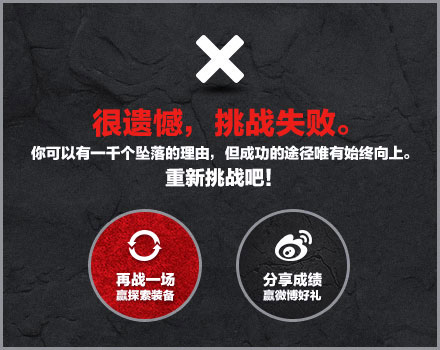 很遗憾，挑战失败。
你可以有一千个坠落的理由，但成功的途径唯有始终向上。
重新挑战吧！
再战一场
赢探索装备
分享成绩
赢微博好礼